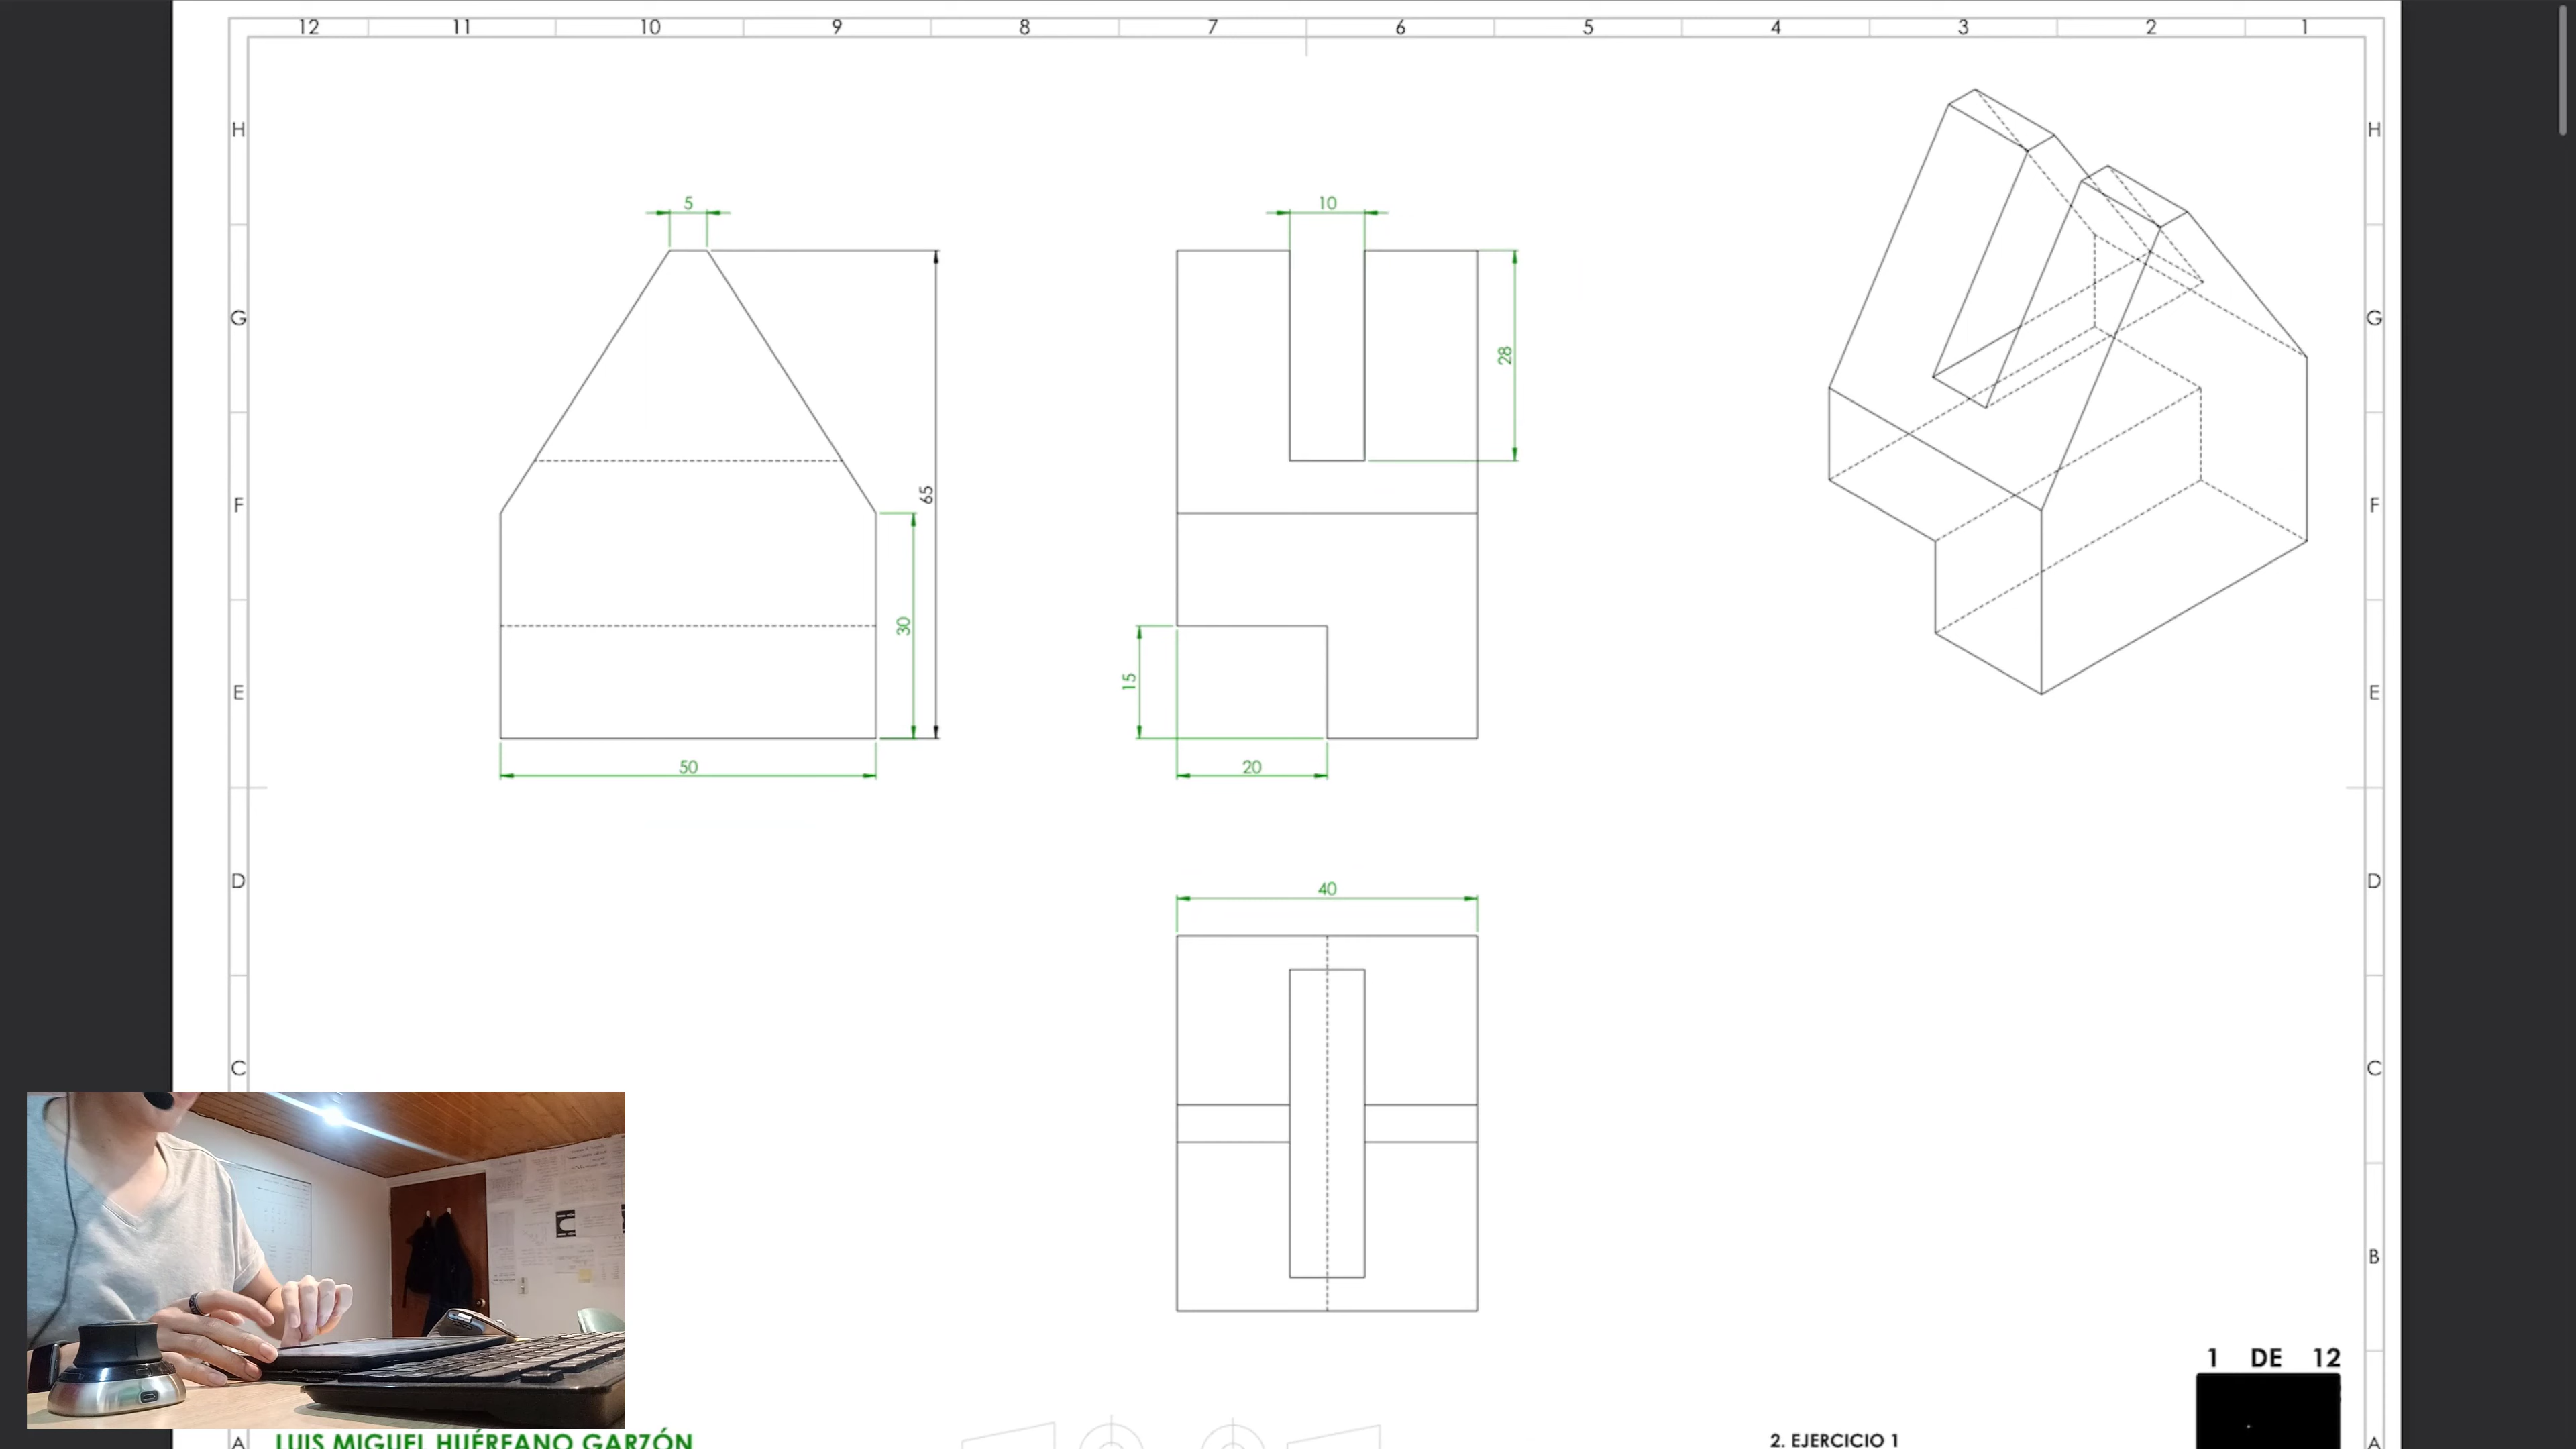 12 11 10 9 8 7 6 5 4 3 2 1
H H
5 10
G G
28
F 65 F
30
E 15 E
50 20
D D
40
C C
B B
1 DE 12
A LUIS MIGUEL HUÉRFANO GARZÓN 2. EJERCICIO 1 A